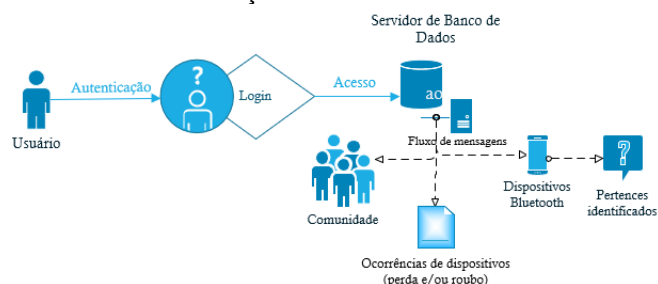 Servidor de Banco de
Dados
Autenticação
?
Login
Acesso
ao
Usuário
Fluxo de mensagens
?
Comunidade
Dispositivos
Bluetooth
Pertences
identificados
Ocorrências de dispositivos
(perda e/ou roubo)